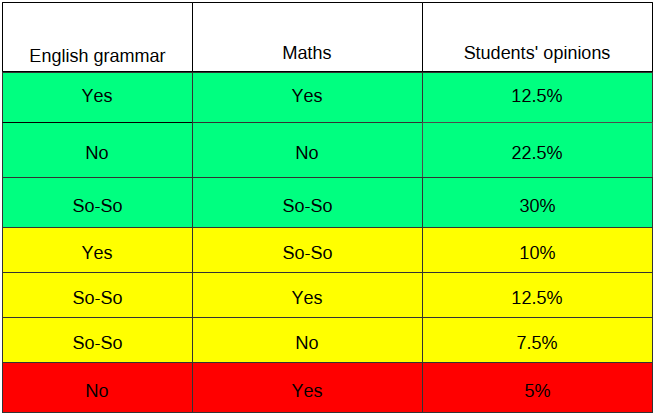 English grammar Maths Students' opinions
Yes Yes 12.5%
No No 22.5%
So-So So-So 30%
Yes So-So 10%
So-So Yes 12.5%
So-So No 7.5%
No Yes 5%